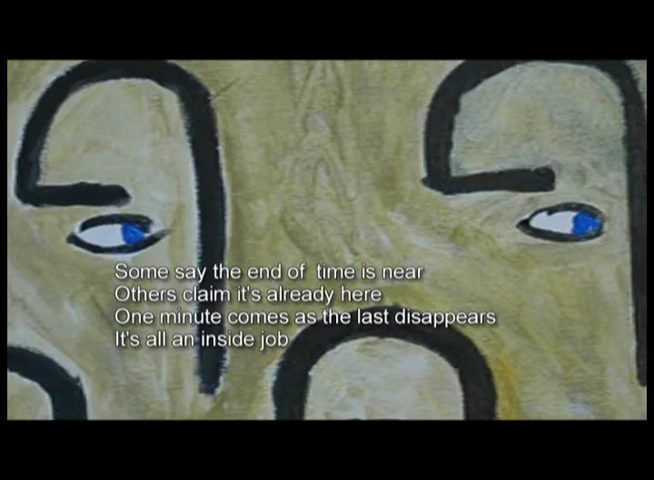 Some say the end of time is near
Others claim it's already here
One minute comes as the last disappears
It's all an inside job